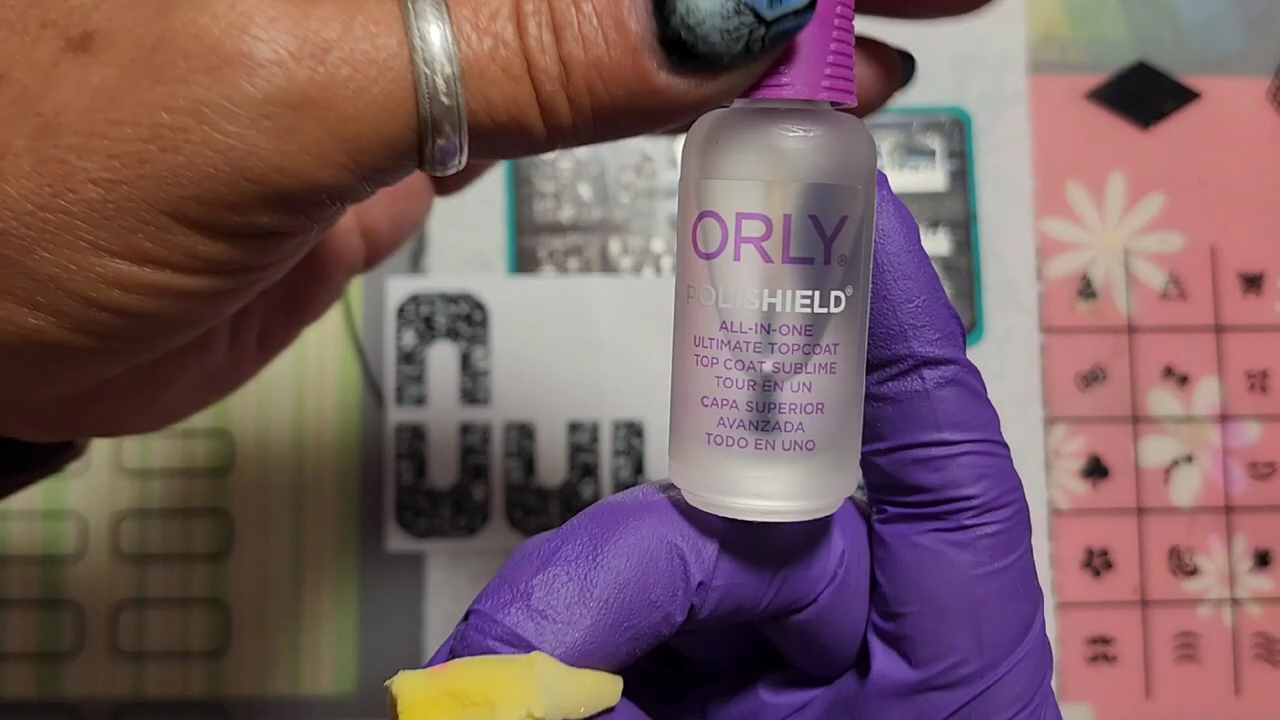 ORLY®
POLISHIELD®
ALL-IN-ONE
ULTIMATE TOPCOAT
TOP COAT SUBLIME
TOUR EN UN
CAPA SUPERIOR
AVANZADA
TODO EN UNO